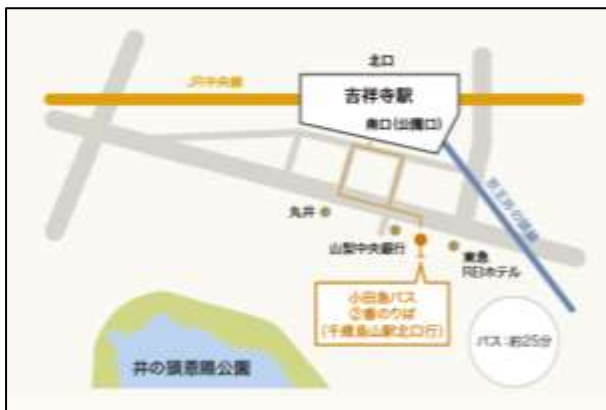 北口
JR中央線
吉祥寺駅
南口(公園口)
京王井の頭線
丸井
山梨中央銀行
東急
REIホテル
小田急バス
②番のりば
(千歳烏山駅北口行)
バス:約25分
井の頭恩賜公園